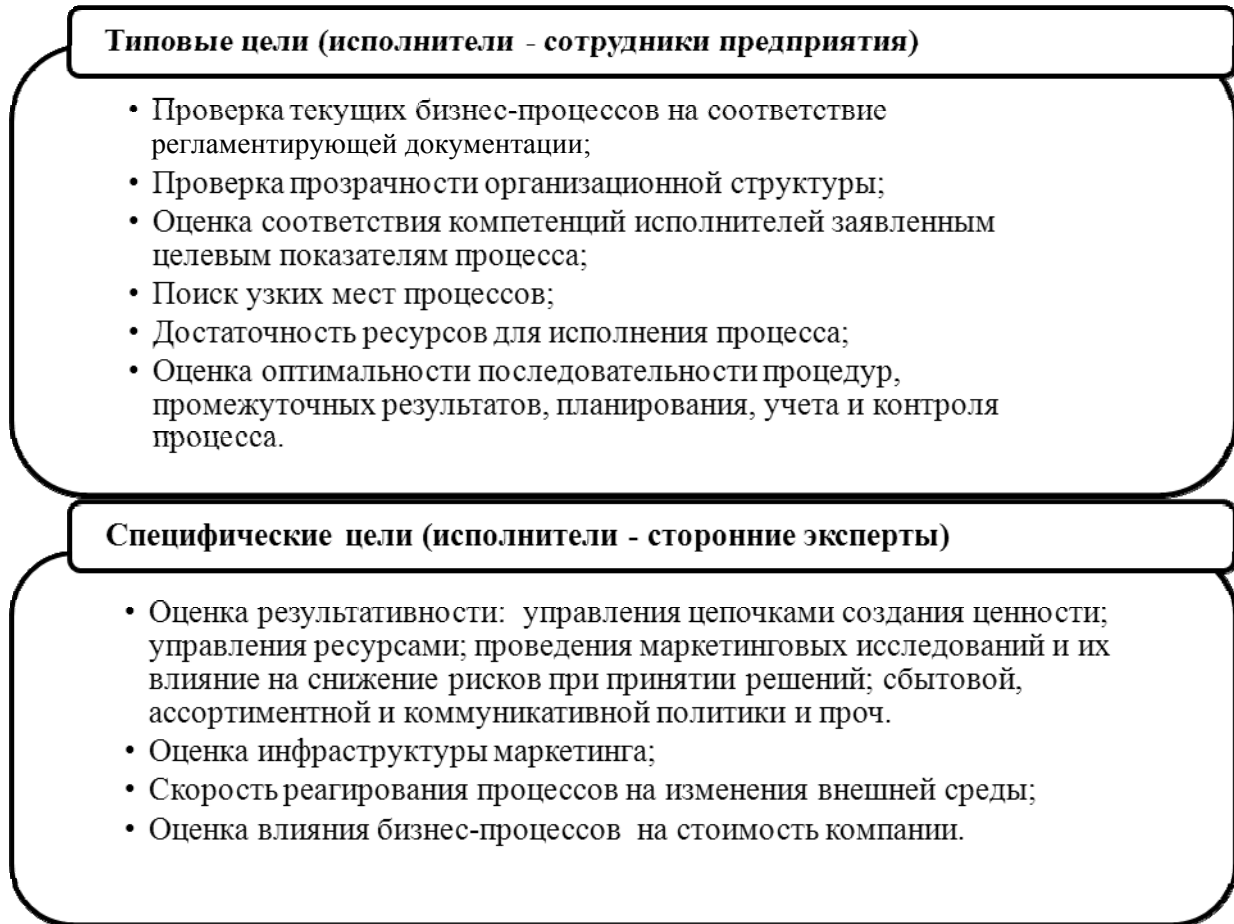 Типовые цели (исполнители - сотрудники предприятия)
• Проверка текущих бизнес-процессов на соответствие
регламентирующей документации;
• Проверка прозрачности организационной структуры;
• Оценка соответствия компетенций исполнителей заявленным
целевым показателям процесса;
• Поиск узких мест процессов;
• Достаточность ресурсов для исполнения процесса;
• Оценка оптимальности последовательности процедур,
промежуточных результатов, планирования, учета и контроля
процесса.
Специфические цели (исполнители - сторонние эксперты)
• Оценка результативности: управления цепочками создания ценности;
управления ресурсами; проведения маркетинговых исследований и их
влияние на снижение рисков при принятии решений; сбытовой,
ассортиментной и коммуникативной политики и проч.
• Оценка инфраструктуры маркетинга;
• Скорость реагирования процессов на изменения внешней среды;
• Оценка влияния бизнес-процессов на стоимость компании.